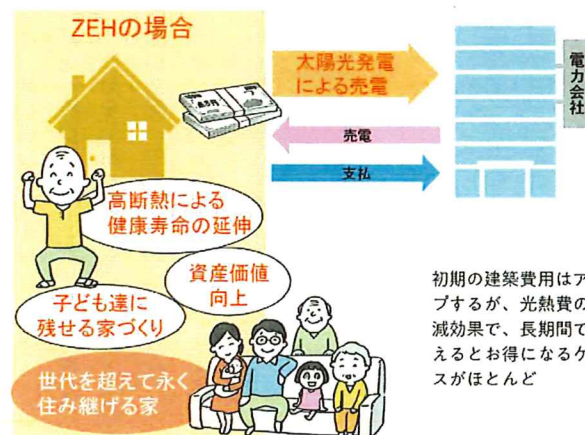 ZEHの場合
太陽光発電
による売電
電力会社
売電
支払
高断熱による
健康寿命の延伸
資産価値
向上
子ども達に
残せる家づくり
世代を超えて永く
住み継げる家
初期の建築費用はア
プするが、光熱費の
減効果で、長期間で
えるとお得になるケ
スがほとんど